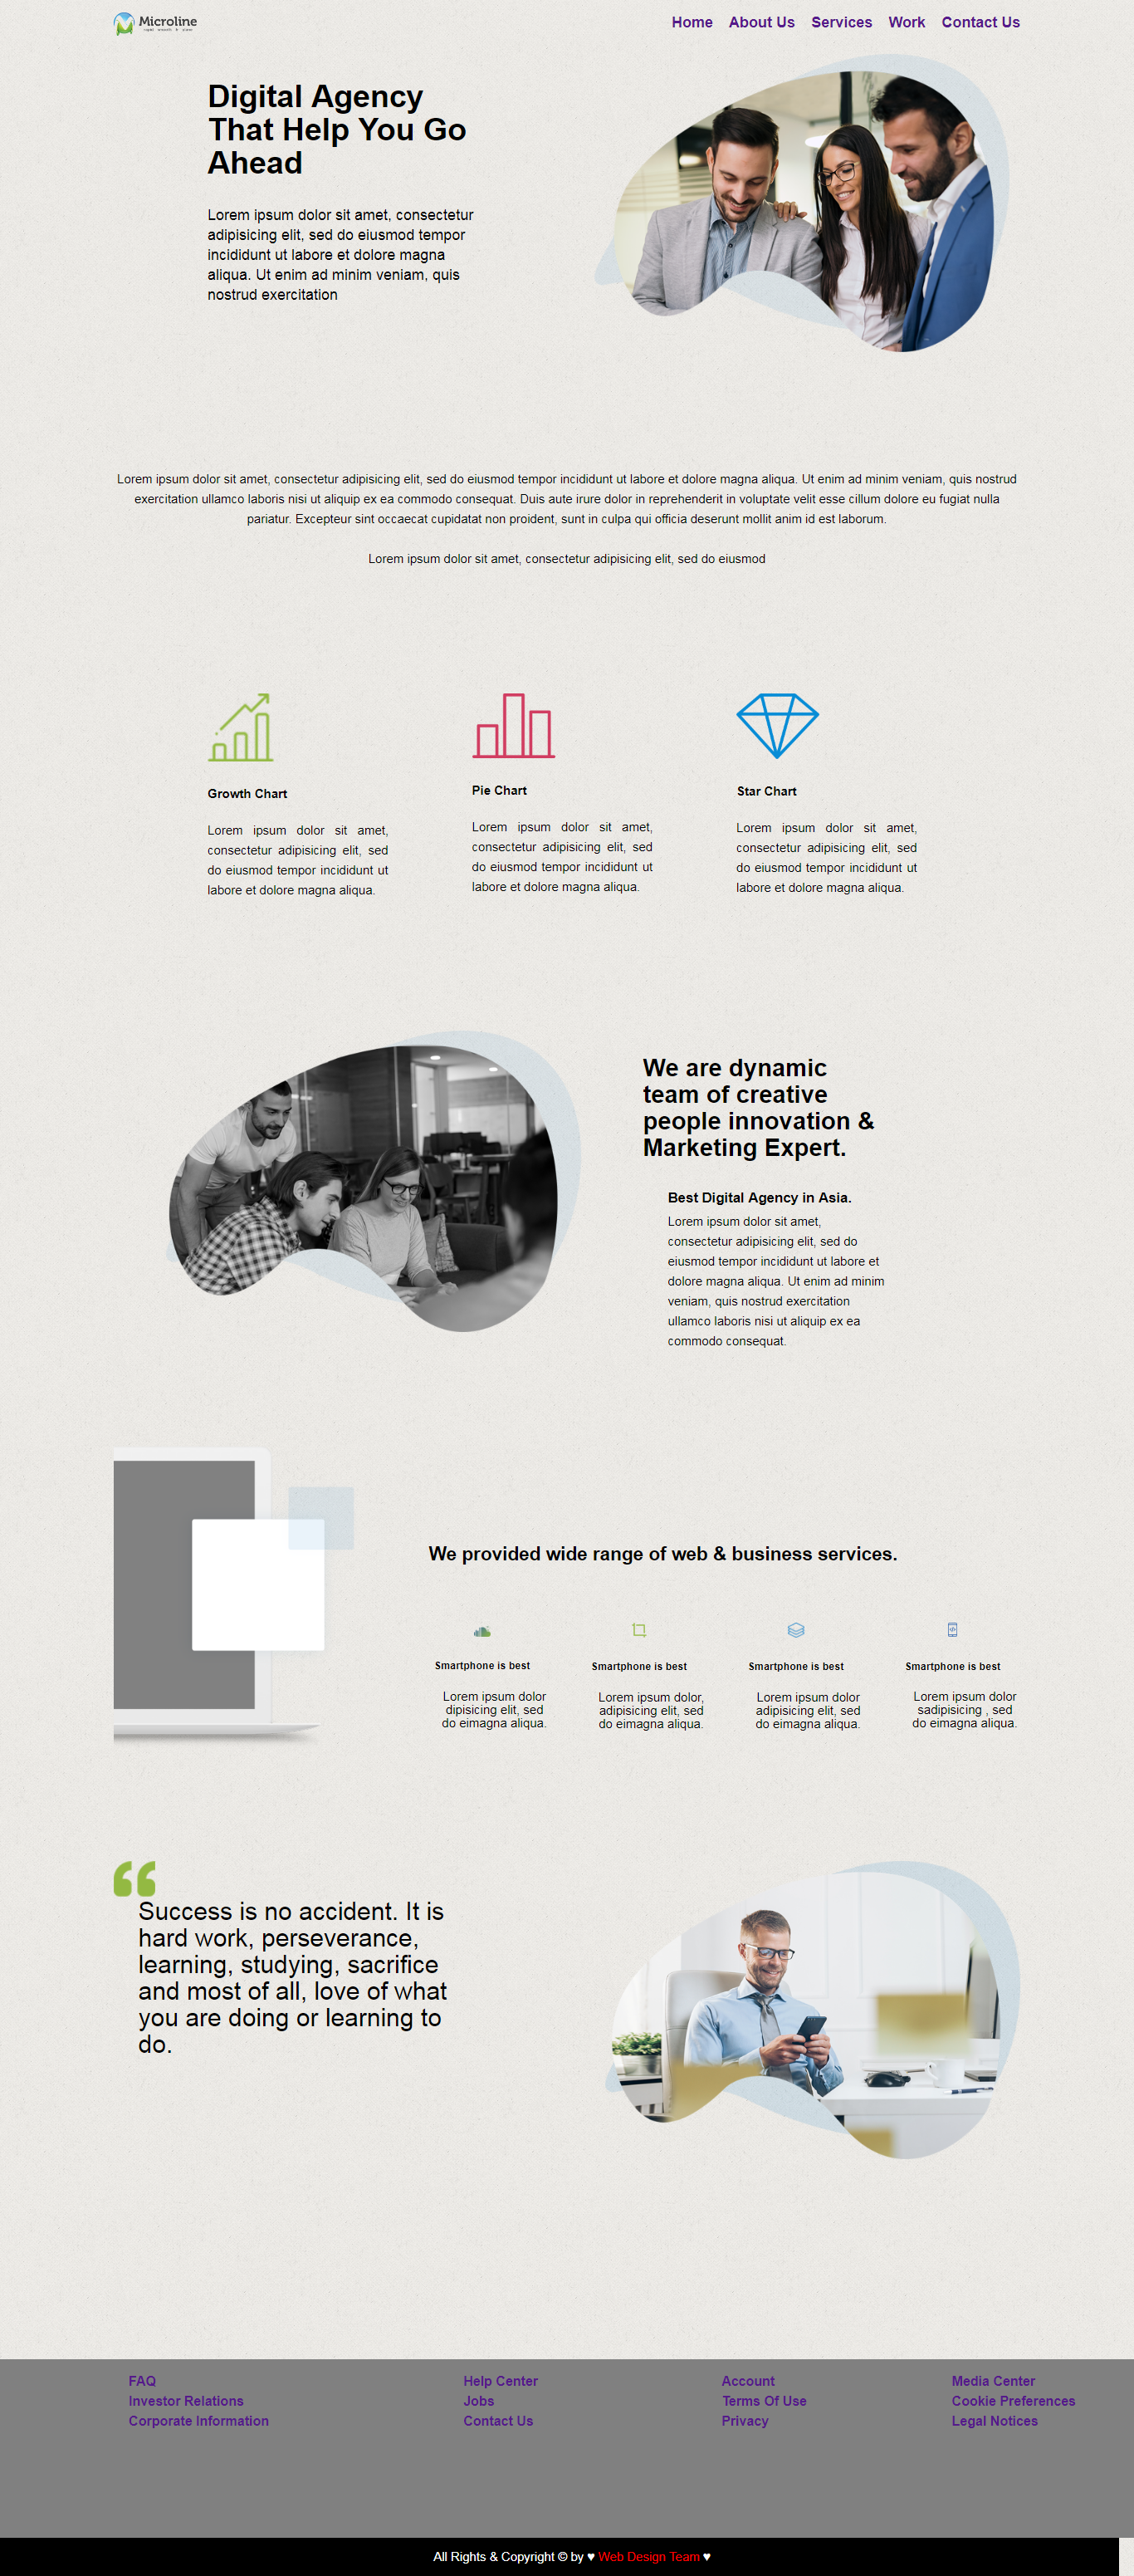 Microline
Home About Us Services Work Contact Us
Digital Agency
That Help You Go
Ahead
Lorem ipsum dolor sit amet, consectetur
adipisicing elit, sed do eiusmod tempor
incididunt ut labore et dolore magna
aliqua. Ut enim ad minim veniam, quis
nostrud exercitation
Lorem ipsum dolor sit amet, consectetur adipisicing elit, sed do eiusmod tempor incididunt ut labore et dolore magna aliqua. Ut enim ad minim veniam, quis nostrud
exercitation ullamco laboris nisi ut aliquip ex ea commodo consequat. Duis aute irure dolor in reprehenderit in voluptate velit esse cillum dolore eu fugiat nulla
pariatur. Excepteur sint occaecat cupidatat non proident, sunt in culpa qui officia deserunt mollit anim id est laborum.
Lorem ipsum dolor sit amet, consectetur adipisicing elit, sed do eiusmod
Growth Chart
Lorem ipsum dolor sit amet,
consectetur adipisicing elit, sed
do eiusmod tempor incididunt ut
labore et dolore magna aliqua.
Pie Chart
Lorem ipsum dolor sit amet,
consectetur adipisicing elit, sed
do eiusmod tempor incididunt ut
labore et dolore magna aliqua.
Star Chart
Lorem ipsum dolor sit amet,
consectetur adipisicing elit, sed
do eiusmod tempor incididunt ut
labore et dolore magna aliqua.
We are dynamic
team of creative
people innovation &
Marketing Expert.
Best Digital Agency in Asia.
Lorem ipsum dolor sit amet,
consectetur adipisicing elit, sed do
eiusmod tempor incididunt ut labore et
dolore magna aliqua. Ut enim ad minim
veniam, quis nostrud exercitation
ullamco laboris nisi ut aliquip ex ea
commodo consequat.
We provided wide range of web & business services.
Smartphone is best
Lorem ipsum dolor
dipisicing elit, sed
do eimagna aliqua.
Smartphone is best
Lorem ipsum dolor,
adipisicing elit, sed
do eimagna aliqua.
Smartphone is best
Lorem ipsum dolor
adipisicing elit, sed
do eimagna aliqua.
Smartphone is best
Lorem ipsum dolor
sadipisicing , sed
do eimagna aliqua.
Success is no accident. It is
hard work, perseverance,
learning, studying, sacrifice
and most of all, love of what
you are doing or learning to
do.
FAQ
Investor Relations
Corporate Information
Help Center
Jobs
Contact Us
Account
Terms Of Use
Privacy
Media Center
Cookie Preferences
Legal Notices
All Rights & Copyright © by ♥ Web Design Team ♥